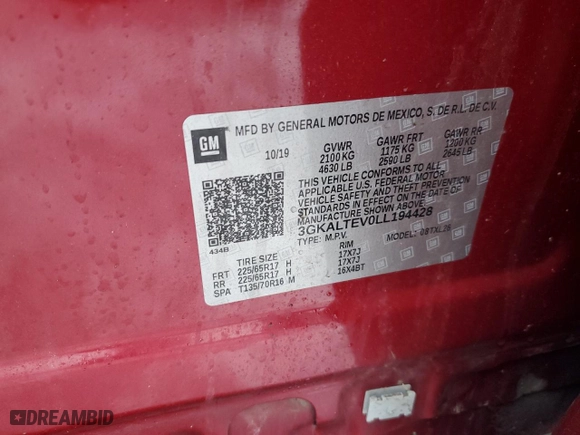 GM
MFD BY GENERAL MOTORS DE MEXICO, S. DE R.L. DE C.V.
10/19 GVWR GAWR FRT GAWR RR
2100 KG 1175 KG 1200 KG
4630 LB 2590 LB 2645 LB
THIS VEHICLE CONFORMS TO ALL
APPLICABLE U.S. FEDERAL MOTOR
VEHICLE SAFETY AND THEFT PREVENTION
STANDARDS IN EFFECT ON THE DATE OF
MANUFACTURE SHOWN ABOVE.
3GKALTEV0LL194428
TYPE: M.P.V. MODEL:
434B
TIRE SIZE RIM
FRT 225/65R17 H 17X7J
RR 225/65R17 H 17X7J
SPA T135/70R16 M 16X4BT
DREAMBID